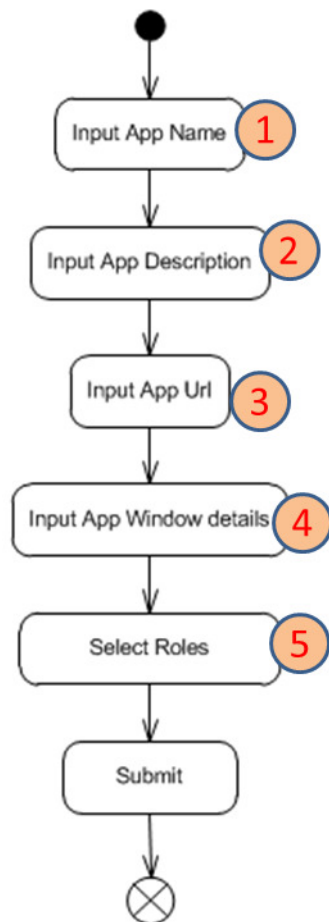 Input App Name
1
Input App Description
2
Input App Url
3
Input App Window details
4
Select Roles
5
Submit